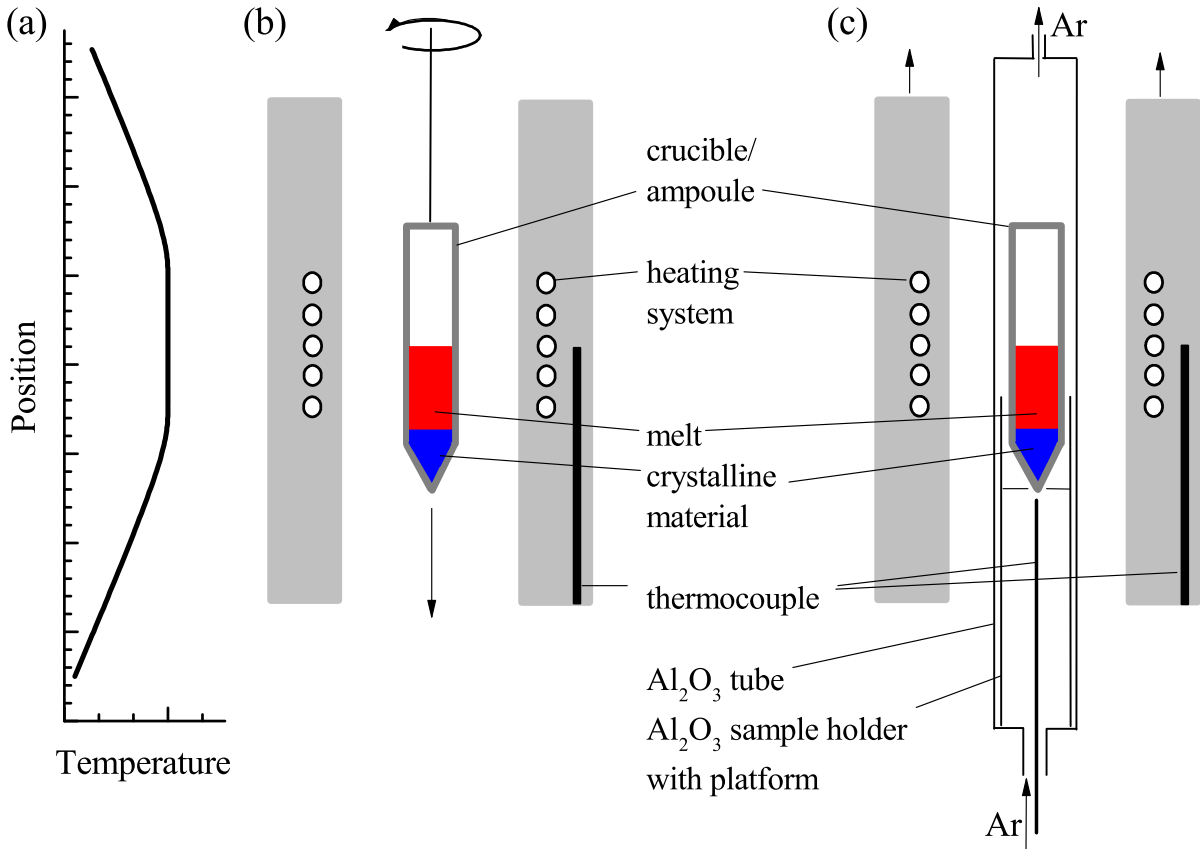 (a)
Position
Temperature
(b)
(c)
Ar
crucible/
ampoule
heating
system
melt
crystalline
material
thermocouple
Al₂O₃ tube
Al₂O₃ sample holder
with platform
Ar